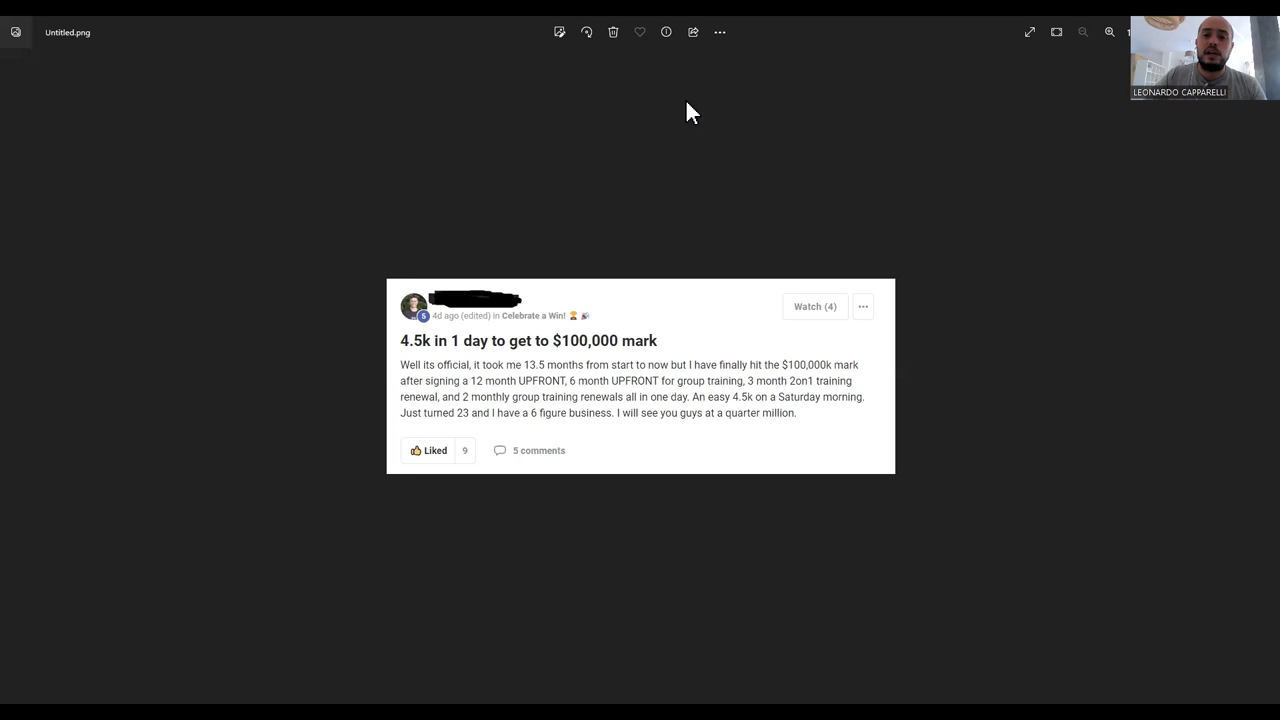 Untitled.png
1
LEONARDO CAPPARELLI
5
4d ago (edited) in Celebrate a Win! 🏆 🎉
Watch (4)
4.5k in 1 day to get to $100,000 mark
Well its official, it took me 13.5 months from start to now but I have finally hit the $100,000k mark
after signing a 12 month UPFRONT, 6 month UPFRONT for group training, 3 month 2on1 training
renewal, and 2 monthly group training renewals all in one day. An easy 4.5k on a Saturday morning.
Just turned 23 and I have a 6 figure business. I will see you guys at a quarter million.
Liked 9 5 comments